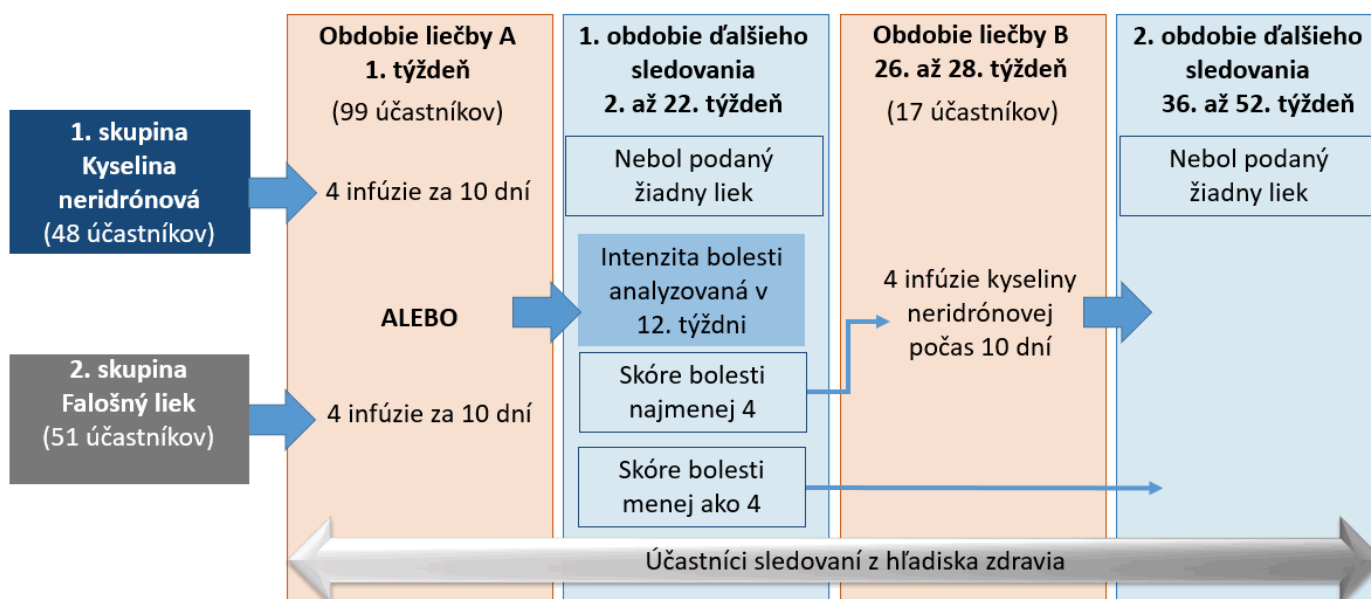 1. skupina
Kyselina
neridrónová
(48 účastníkov)
2. skupina
Falošný liek
(51 účastníkov)
Obdobie liečby A
1. týždeň
(99 účastníkov)
4 infúzie za 10 dní
ALEBO
4 infúzie za 10 dní
1. obdobie ďalšieho
sledovania
2. až 22. týždeň
Nebol podaný
žiadny liek
Intenzita bolesti
analyzovaná v
12. týždni
Skóre bolesti
najmenej 4
Skóre bolesti
menej ako 4
Obdobie liečby B
26. až 28. týždeň
(17 účastníkov)
4 infúzie kyseliny
neridrónovej
počas 10 dní
2. obdobie ďalšieho
sledovania
36. až 52. týždeň
Nebol podaný
žiadny liek
Účastníci sledovaní z hľadiska zdravia